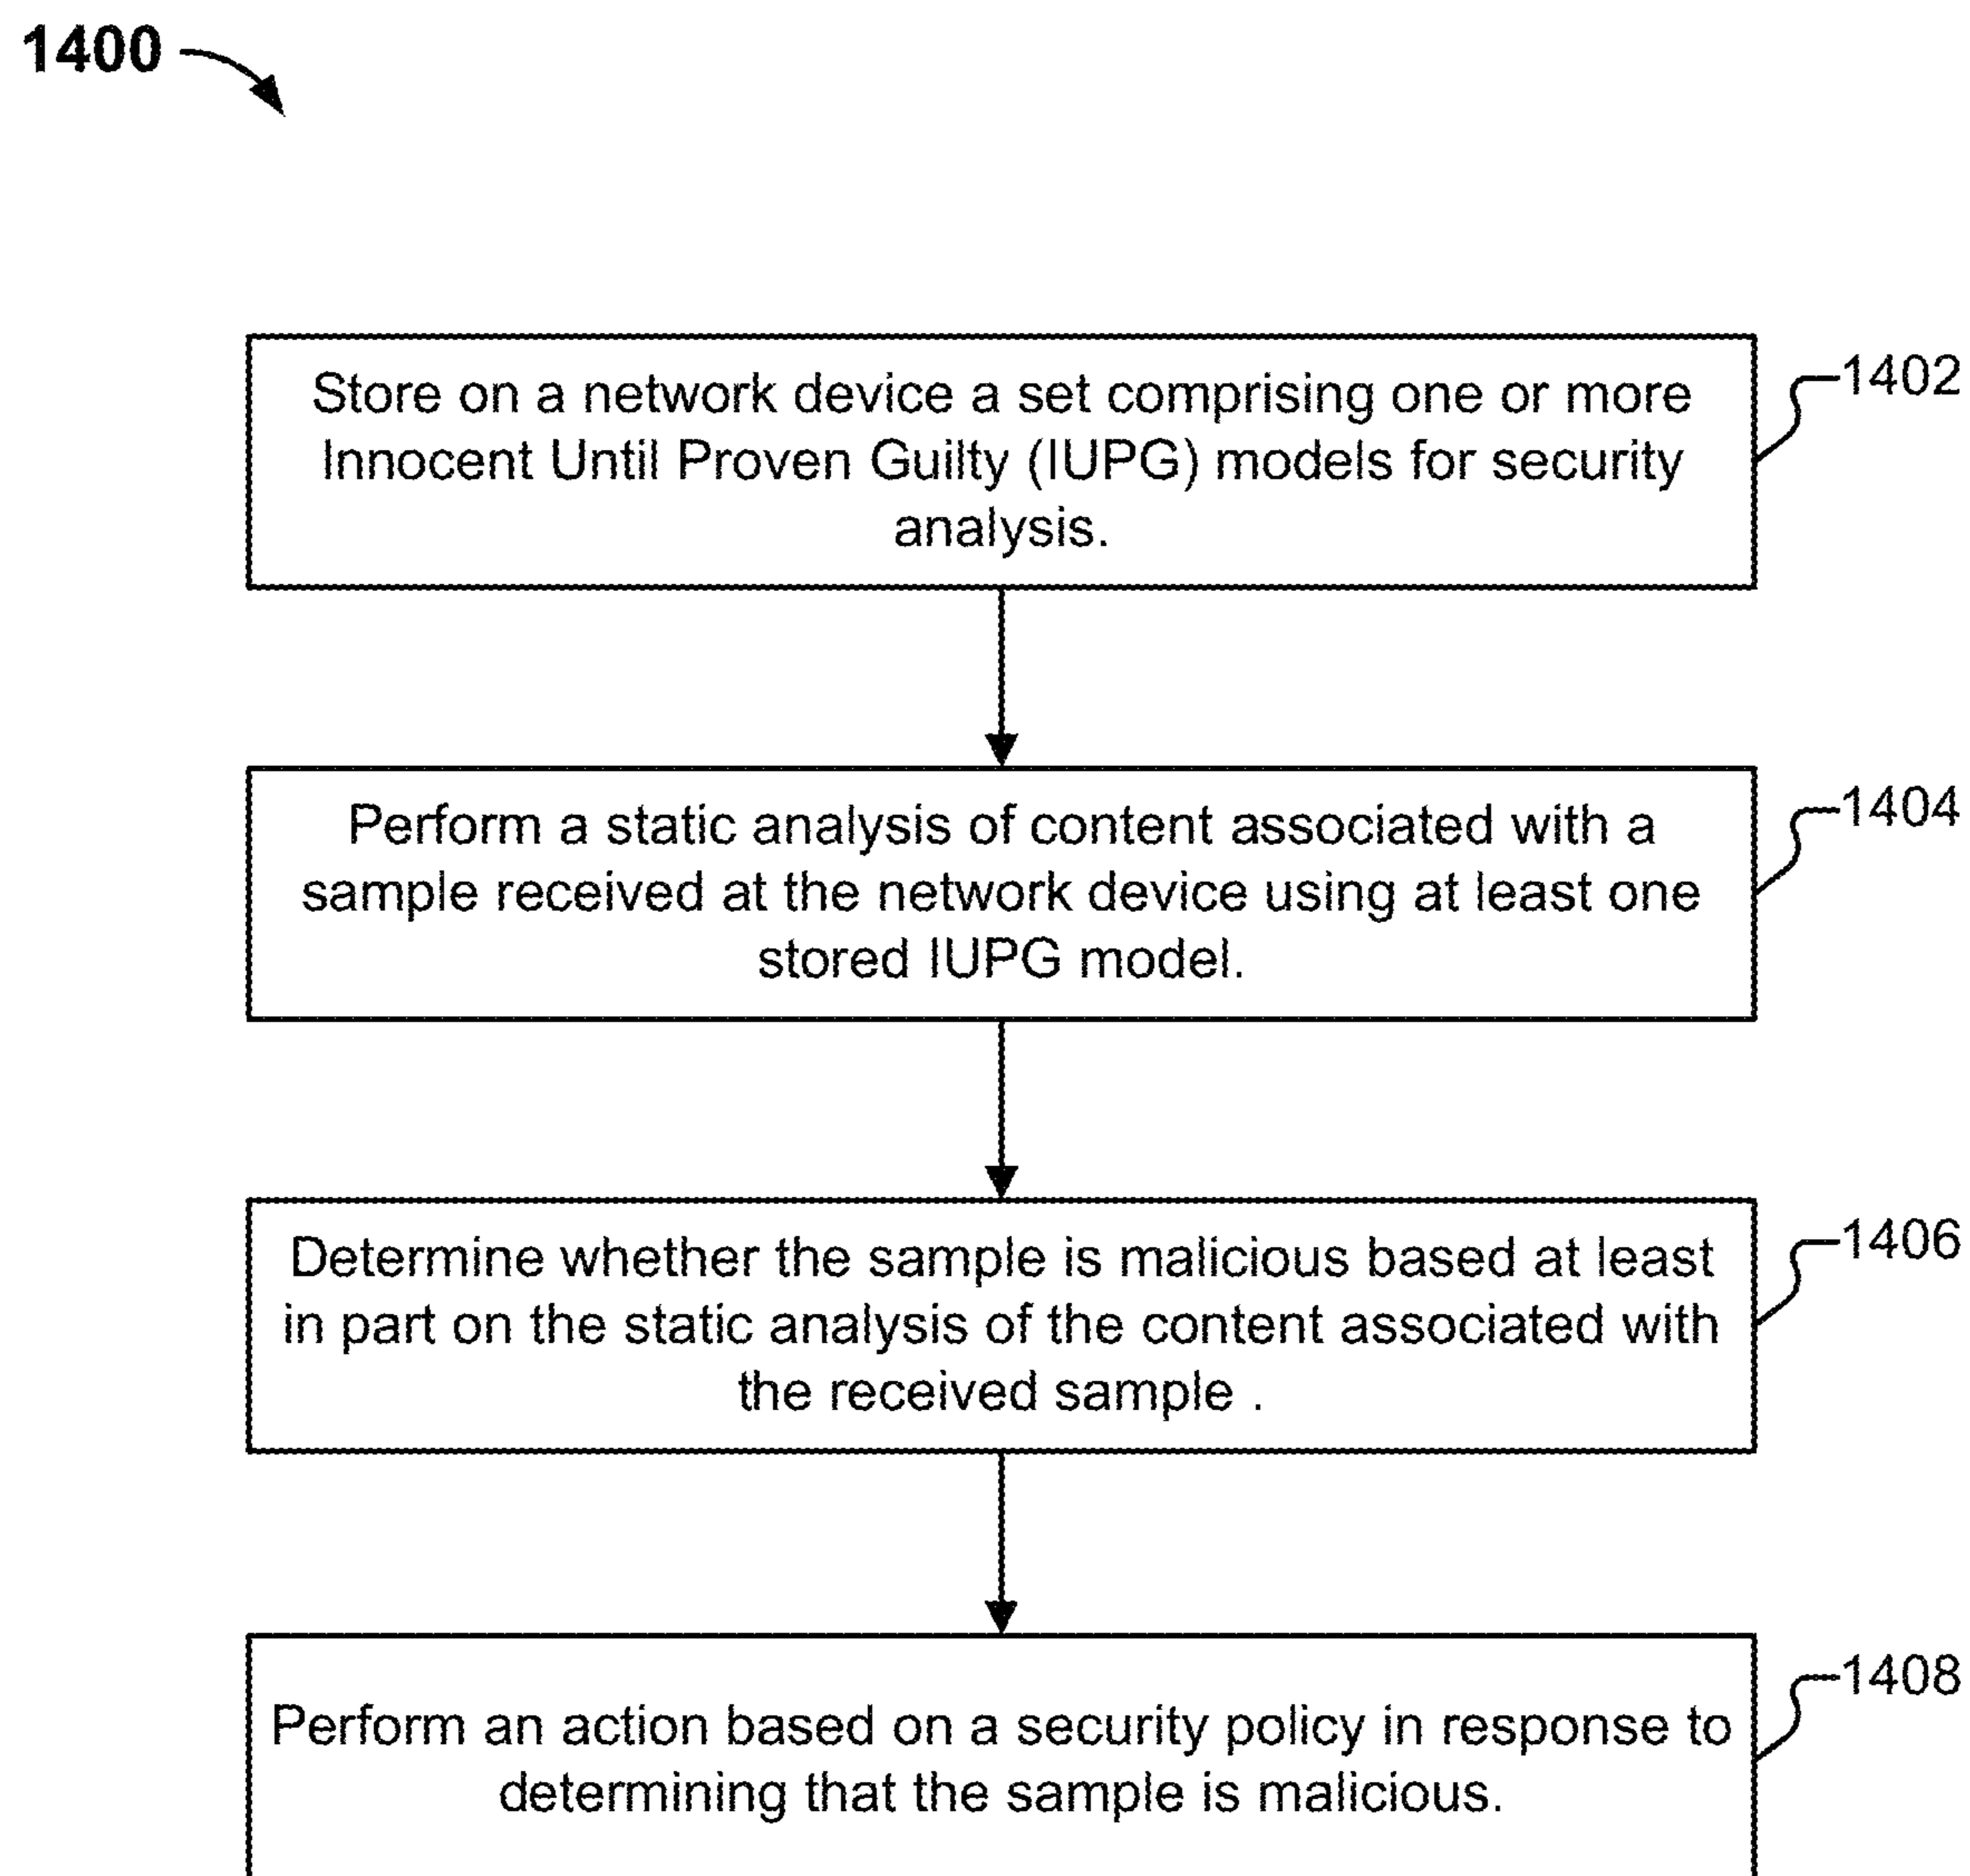 1400
Store on a network device a set comprising one or more
Innocent Until Proven Guilty (IUPG) models for security
analysis.
1402
Perform a static analysis of content associated with a
sample received at the network device using at least one
stored IUPG model.
1404
Determine whether the sample is malicious based at least
in part on the static analysis of the content associated with
the received sample .
1406
Perform an action based on a security policy in response to
determining that the sample is malicious.
1408